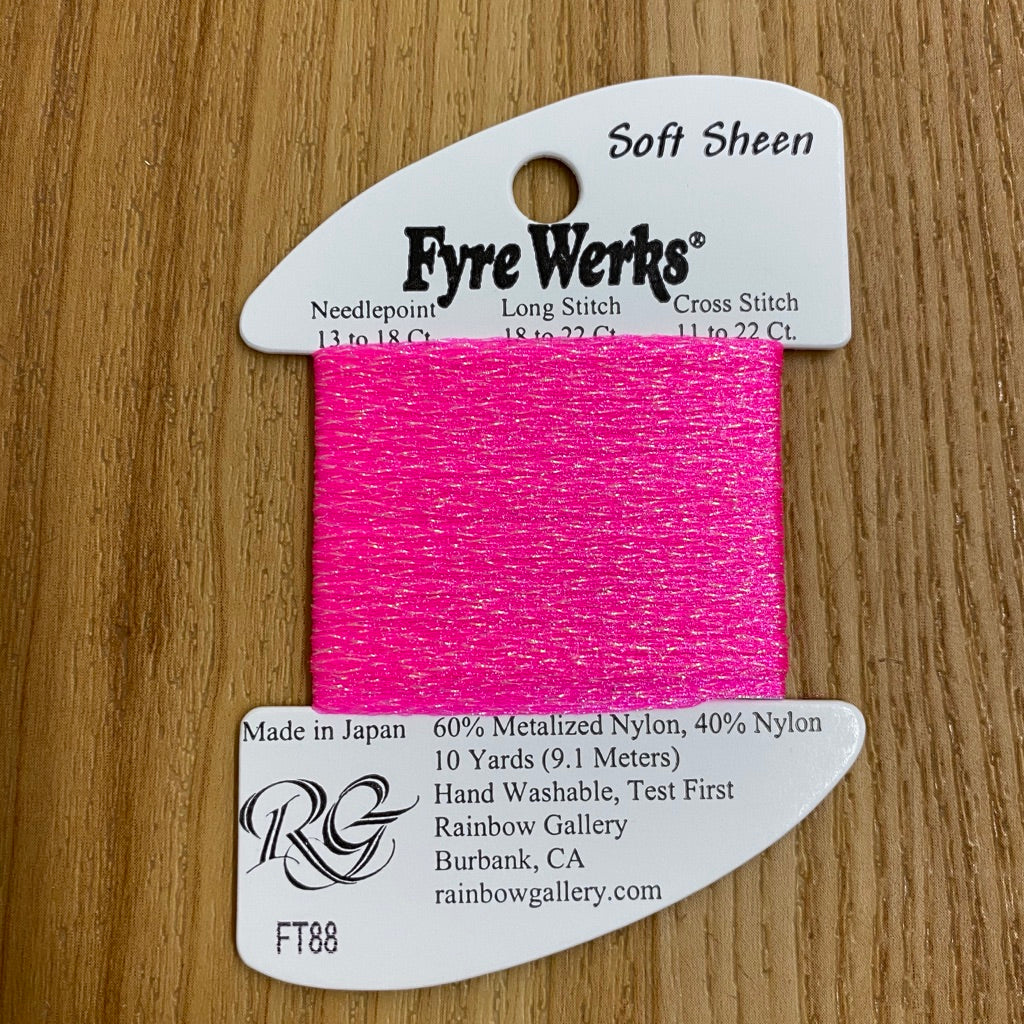 Soft Sheen
Fyre Werks®
Needlepoint Long Stitch Cross Stitch
13 to 18 Ct. 18 to 22 Ct. 11 to 22 Ct.
Made in Japan 60% Metalized Nylon, 40% Nylon
10 Yards (9.1 Meters)
Hand Washable, Test First
RG
Rainbow Gallery
Burbank, CA
rainbowgallery.com
FT88